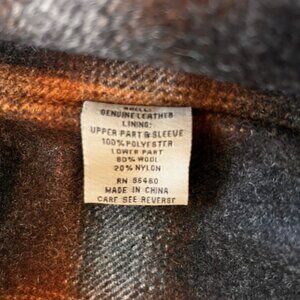 SHELL:
GENUINE LEATHER
LINING:
UPPER PART & SLEEVE
100% POLYESTER
LOWER PART
80% WOOL
20% NYLON
RN 56460
MADE IN CHINA
CARE SEE REVERSE